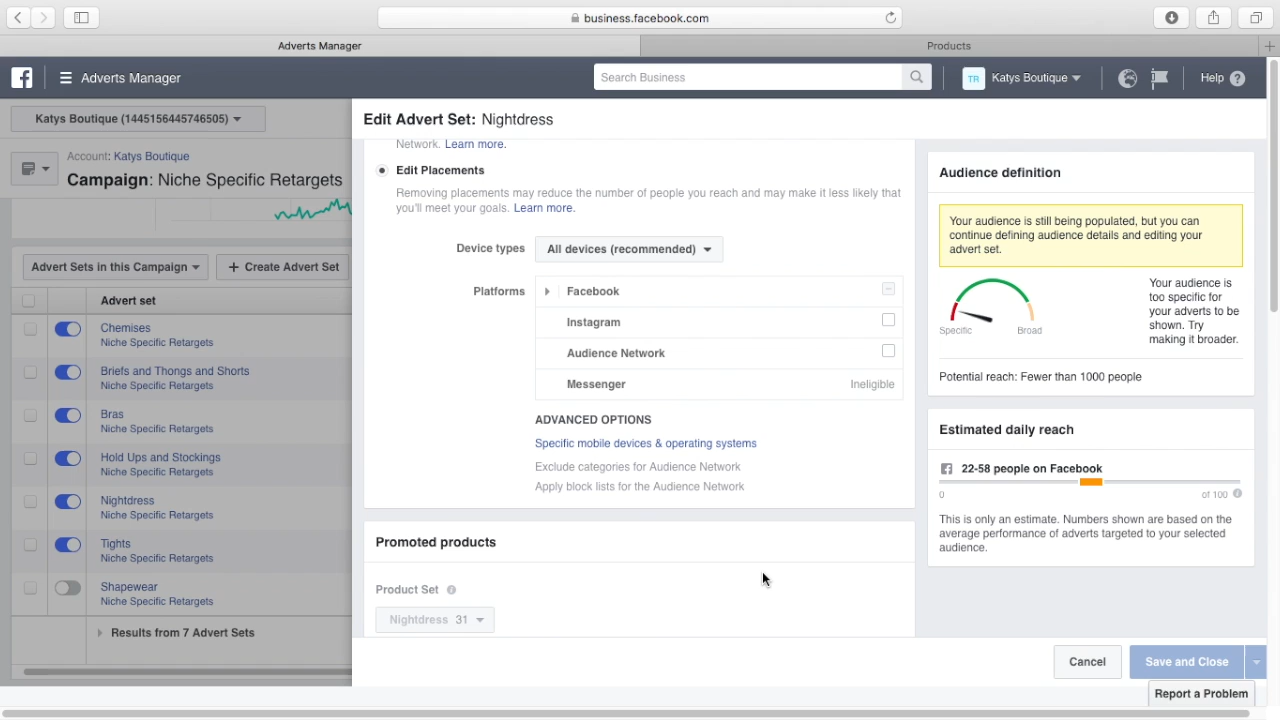 business.facebook.com
Adverts Manager
Products
Adverts Manager
Search Business
TR
Katys Boutique
Help
Katys Boutique (1445156445746505)
Account: Katys Boutique
Campaign: Niche Specific Retargets
Advert Sets in this Campaign
+ Create Advert Set
Advert set
Chemises
Niche Specific Retargets
Briefs and Thongs and Shorts
Niche Specific Retargets
Bras
Niche Specific Retargets
Hold Ups and Stockings
Niche Specific Retargets
Nightdress
Niche Specific Retargets
Tights
Niche Specific Retargets
Shapewear
Niche Specific Retargets
Results from 7 Advert Sets
Edit Advert Set: Nightdress
Network. Learn more.
Edit Placements
Removing placements may reduce the number of people you reach and may make it less likely that
you'll meet your goals. Learn more.
Device types
All devices (recommended)
Platforms
Facebook
Instagram
Audience Network
Messenger
Ineligible
ADVANCED OPTIONS
Specific mobile devices & operating systems
Exclude categories for Audience Network
Apply block lists for the Audience Network
Promoted products
Product Set
Nightdress 31
Audience definition
Your audience is still being populated, but you can
continue defining audience details and editing your
advert set.
Specific
Broad
Your audience is
too specific for
your adverts to be
shown. Try
making it broader.
Potential reach: Fewer than 1000 people
Estimated daily reach
22-58 people on Facebook
0
of 100
This is only an estimate. Numbers shown are based on the
average performance of adverts targeted to your selected
audience.
Cancel
Save and Close
Report a Problem